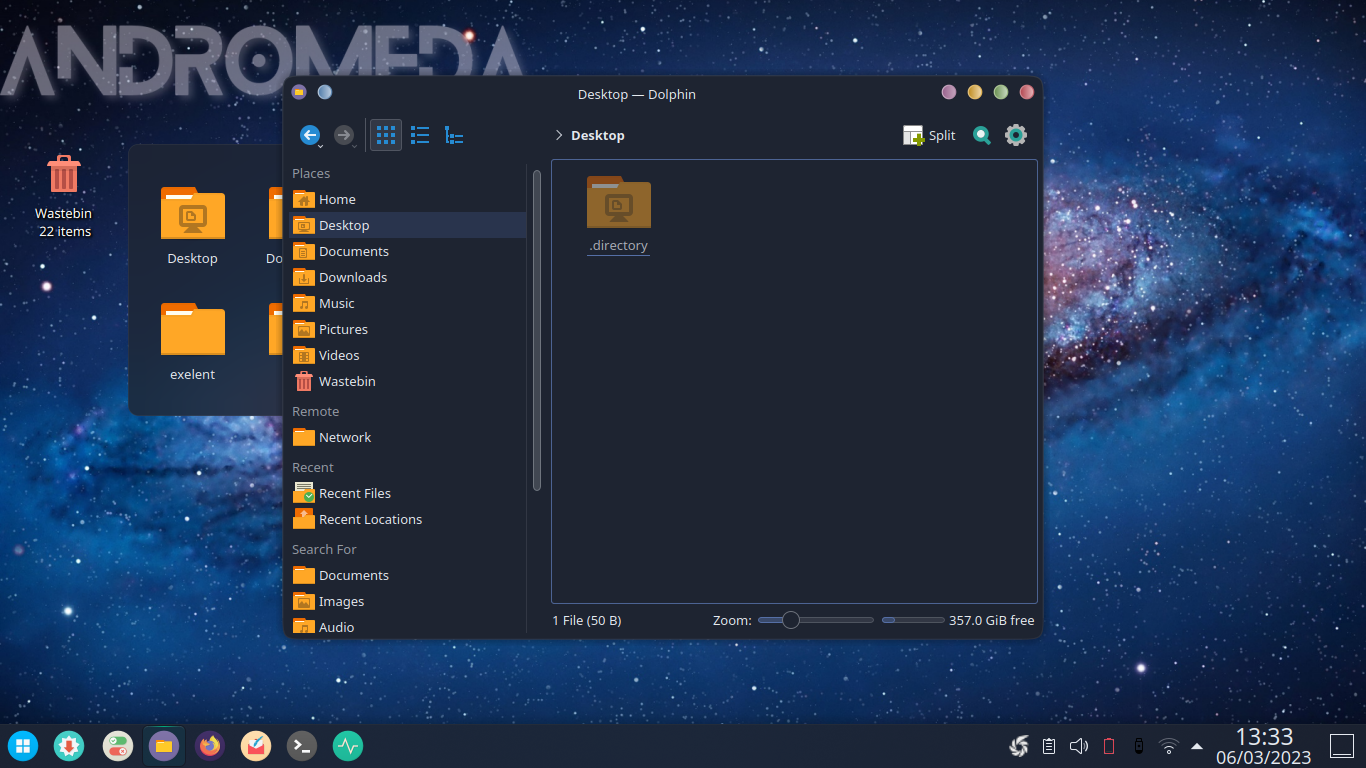 ANDROMEDA
Wastebin
22 items
Desktop
Do
exelent
Desktop — Dolphin
Desktop
Split
Places
Home
Desktop
Documents
Downloads
Music
Pictures
Videos
Wastebin
Remote
Network
Recent
Recent Files
Recent Locations
Search For
Documents
Images
Audio
.directory
1 File (50 B)
Zoom:
357.0 GiB free
13:33
06/03/2023